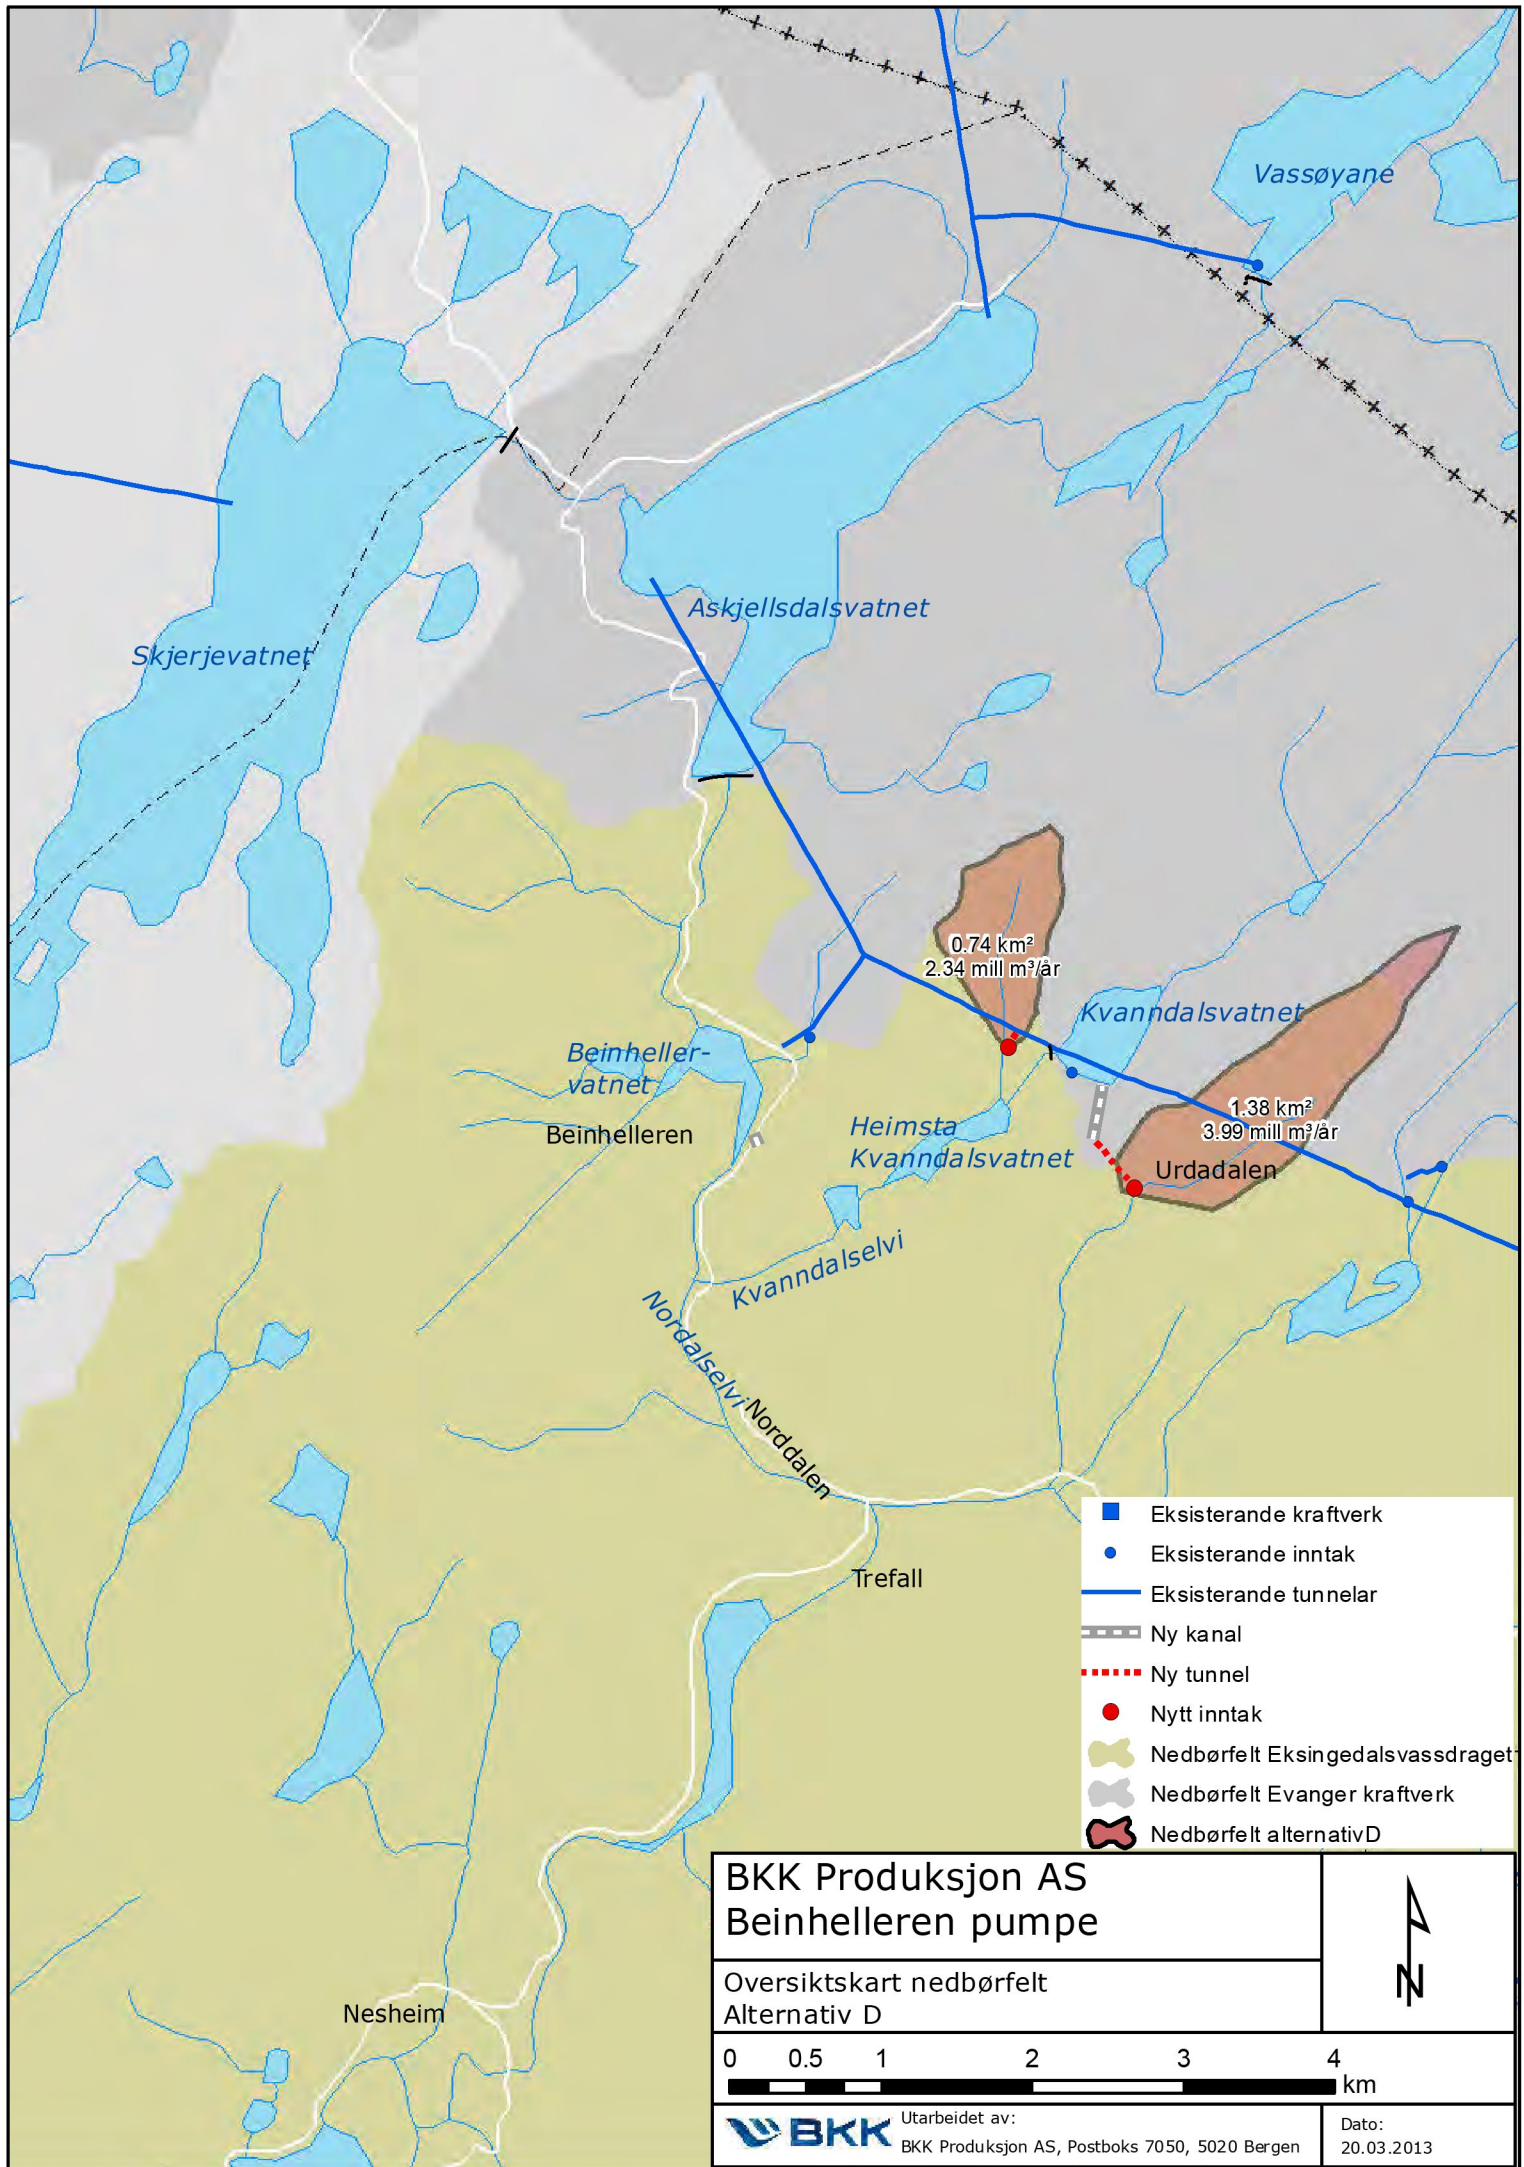 Vassøyane
Askjellsdalsvatnet
Skjerjevatnet
0.74 km²
2.34 mill m³/år
Kvanndalsvatnet
Beinheller-
vatnet
Beinhelleren
Heimsta
Kvanndalsvatnet
1.38 km²
3.99 mill m³/år
Urdadalen
Kvanndalselvi
Nordalselvi
Norddalen
Trefall
Nesheim
Eksisterande kraftverk
Eksisterande inntak
Eksisterande tunnelar
Ny kanal
Ny tunnel
Nytt inntak
Nedbørfelt Eksingedalsvassdraget
Nedbørfelt Evanger kraftverk
Nedbørfelt alternativD
BKK Produksjon AS
Beinhelleren pumpe
Oversiktskart nedbørfelt
Alternativ D
N
0 0.5 1 2 3 4
km
BKK
Utarbeidet av:
BKK Produksjon AS, Postboks 7050, 5020 Bergen
Dato:
20.03.2013